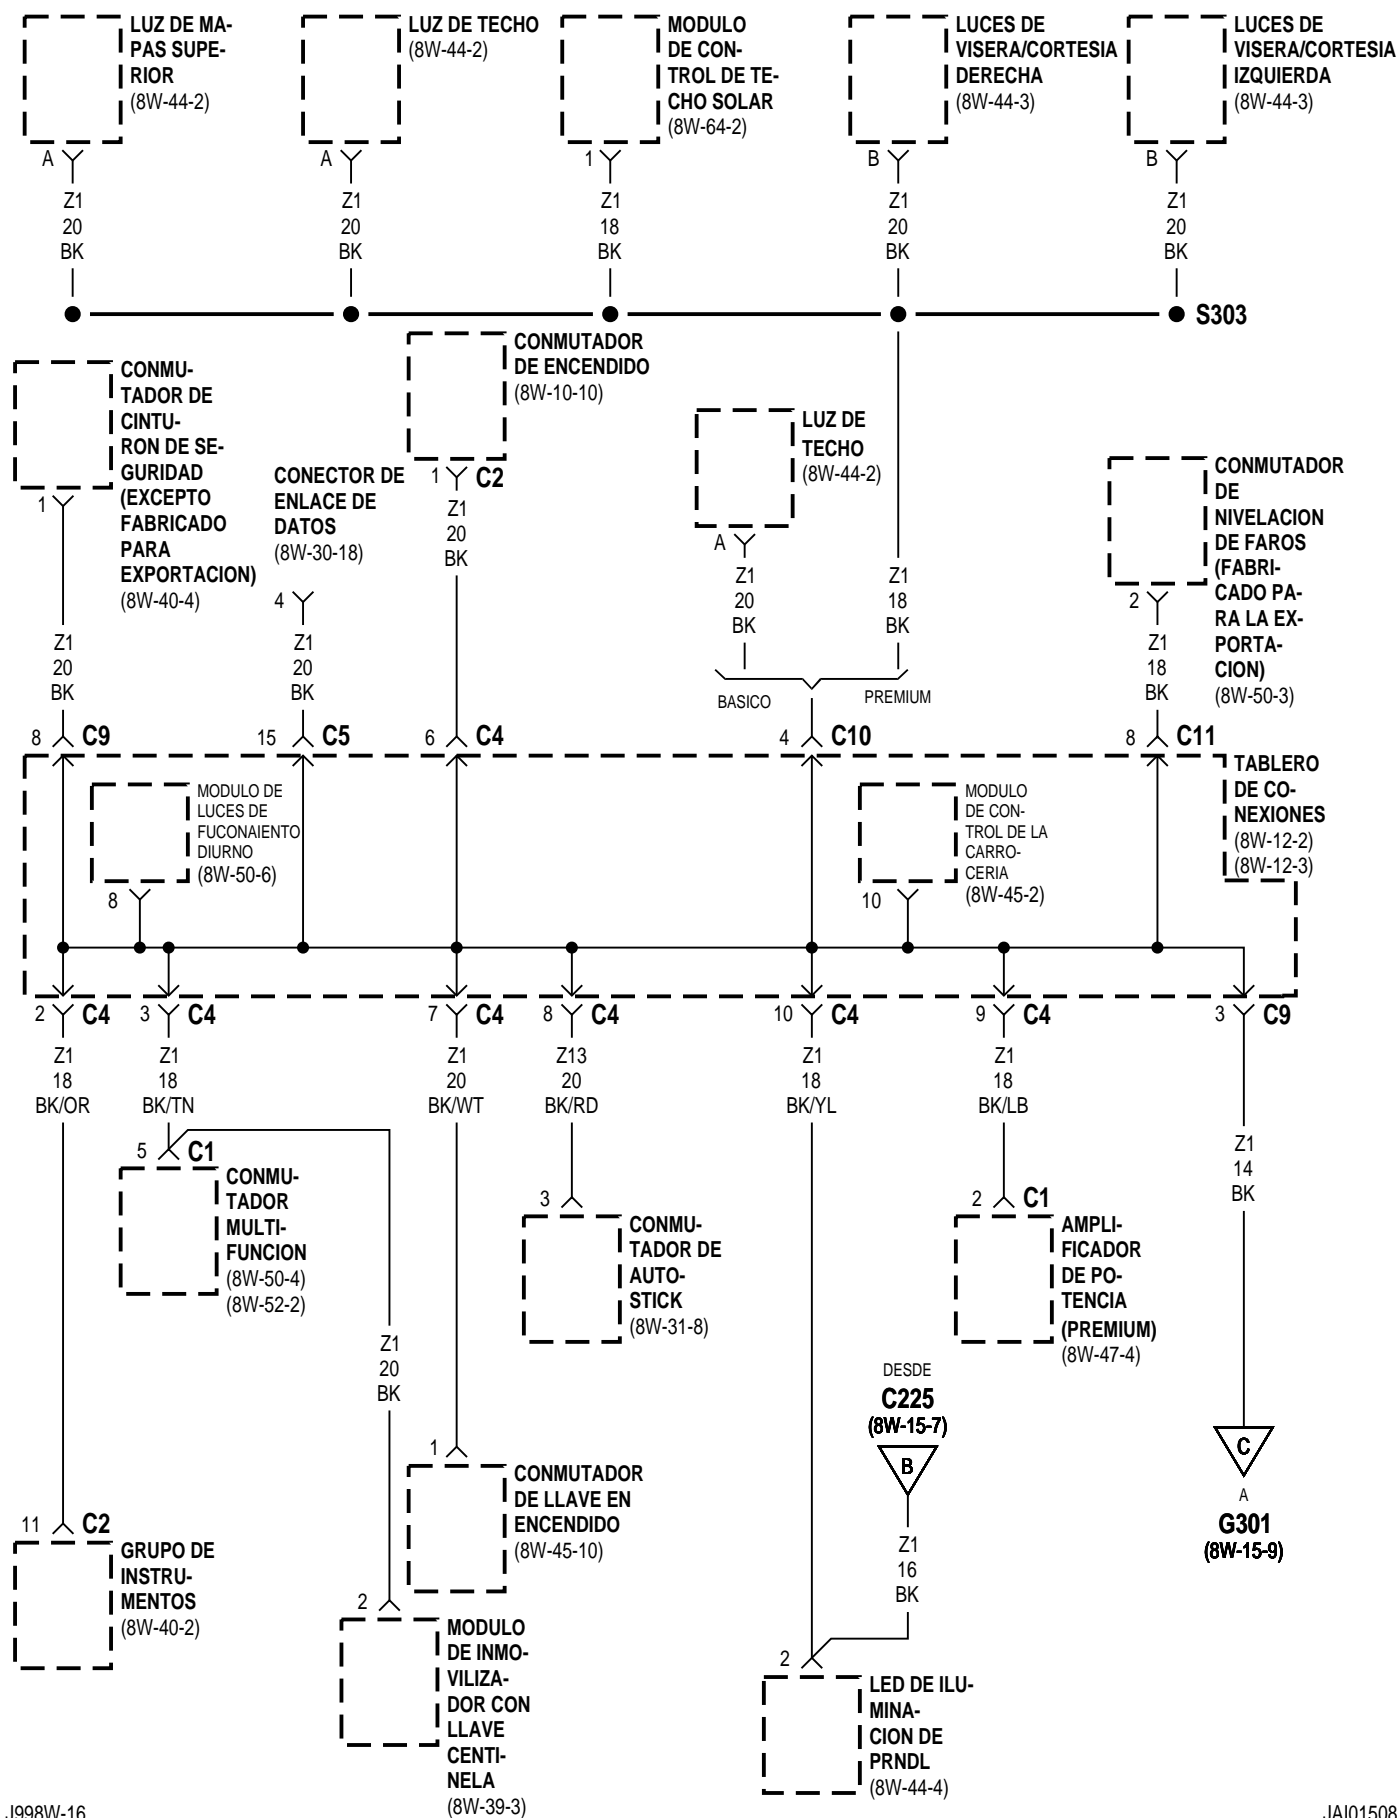 LUZ DE MA-
PAS SUPE-
RIOR
(8W-44-2)
LUZ DE TECHO
(8W-44-2)
MODULO
DE CON-
TROL DE TE-
CHO SOLAR
(8W-64-2)
LUCES DE
VISERA/CORTESIA
DERECHA
(8W-44-3)
LUCES DE
VISERA/CORTESIA
IZQUIERDA
(8W-44-3)
A
Z1
20
BK
A
Z1
20
BK
1
Z1
18
BK
B
Z1
20
BK
B
Z1
20
BK
S303
CONMU-
TADOR DE
CINTU-
RON DE SE-
GURIDAD
(EXCEPTO
FABRICADO
PARA
EXPORTACION)
(8W-40-4)
1
Z1
20
BK
8 C9
CONECTOR DE
ENLACE DE
DATOS
(8W-30-18)
4
Z1
20
BK
15 C5
CONMUTADOR
DE ENCENDIDO
(8W-10-10)
1 C2
Z1
20
BK
6 C4
LUZ DE
TECHO
(8W-44-2)
A
Z1
20
BK
Z1
18
BK
BASICO
PREMIUM
4 C10
CONMUTADOR
DE
NIVELACION
DE FAROS
(FABRI-
CADO PA-
RA LA EX-
PORTA-
CION)
(8W-50-3)
2
Z1
18
BK
8 C11
TABLERO
DE CO-
NEXIONES
(8W-12-2)
(8W-12-3)
MODULO DE
LUCES DE
FUCONAIENTO
DIURNO
(8W-50-6)
8
MODULO
DE CON-
TROL DE LA
CARRO-
CERIA
(8W-45-2)
10
2 C4
Z1
18
BK/OR
3 C4
Z1
18
BK/TN
7 C4
Z1
20
BK/WT
8 C4
Z13
20
BK/RD
10 C4
Z1
18
BK/YL
9 C4
Z1
18
BK/LB
3 C9
Z1
14
BK
5 C1
CONMU-
TADOR
MULTI-
FUNCION
(8W-50-4)
(8W-52-2)
Z1
20
BK
3
CONMU-
TADOR DE
AUTO-
STICK
(8W-31-8)
2 C1
AMPLI-
FICADOR
DE PO-
TENCIA
(PREMIUM)
(8W-47-4)
DESDE
C225
(8W-15-7)
B
Z1
16
BK
C
A
G301
(8W-15-9)
1
CONMUTADOR
DE LLAVE EN
ENCENDIDO
(8W-45-10)
11 C2
GRUPO DE
INSTRU-
MENTOS
(8W-40-2)
2
MODULO
DE INMO-
VILIZA-
DOR CON
LLAVE
CENTI-
NELA
(8W-39-3)
2
LED DE ILU-
MINA-
CION DE
PRNDL
(8W-44-4)
J998W-16
JAI01508